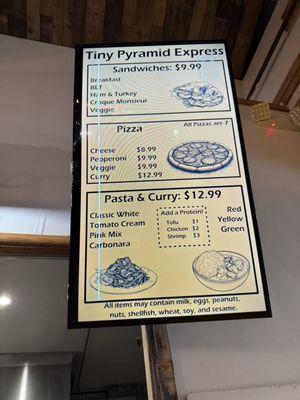 Tiny Pyramid Express
Sandwiches: $9.99
Breakfast
BLT
Ham & Turkey
Croque Monsieur
Veggie
Pizza
All Pizzas are 7"
Cheese $8.99
Pepperoni $9.99
Veggie $9.99
Curry $12.99
Pasta & Curry: $12.99
Classic White
Tomato Cream
Pink Mix
Carbonara
Add a Protein!
Tofu $1
Chicken $2
Shrimp $3
Red
Yellow
Green
All items may contain milk, eggs, peanuts,
nuts, shellfish, wheat, soy, and sesame.